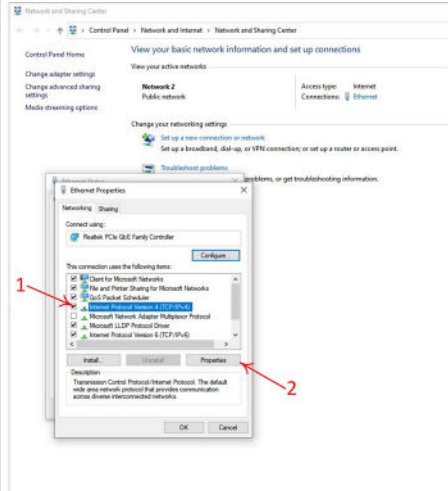 Network and Sharing Center
Control Panel > Network and Internet > Network and Sharing Center
Control Panel Home
Change adapter settings
Change advanced sharing
settings
Media streaming options
View your basic network information and set up connections
View your active networks
Network 2
Public network
Access type: Internet
Connections: Ethernet
Change your networking settings
Set up a new connection or network
Set up a broadband, dial-up, or VPN connection; or set up a router or access point.
Troubleshoot problems
problems, or get troubleshooting information.
Ethernet Status
Ethernet Properties
Networking Sharing
Connect using:
Realtek PCIe GbE Family Controller
Configure...
This connection uses the following items:
Client for Microsoft Networks
File and Printer Sharing for Microsoft Networks
QoS Packet Scheduler
1
Internet Protocol Version 4 (TCP/IPv4)
Microsoft Network Adapter Multiplexor Protocol
Microsoft LLDP Protocol Driver
Internet Protocol Version 6 (TCP/IPv6)
Install... Uninstall Properties
2
Description
Transmission Control Protocol/Internet Protocol. The default
wide area network protocol that provides communication
across diverse interconnected networks.
OK Cancel